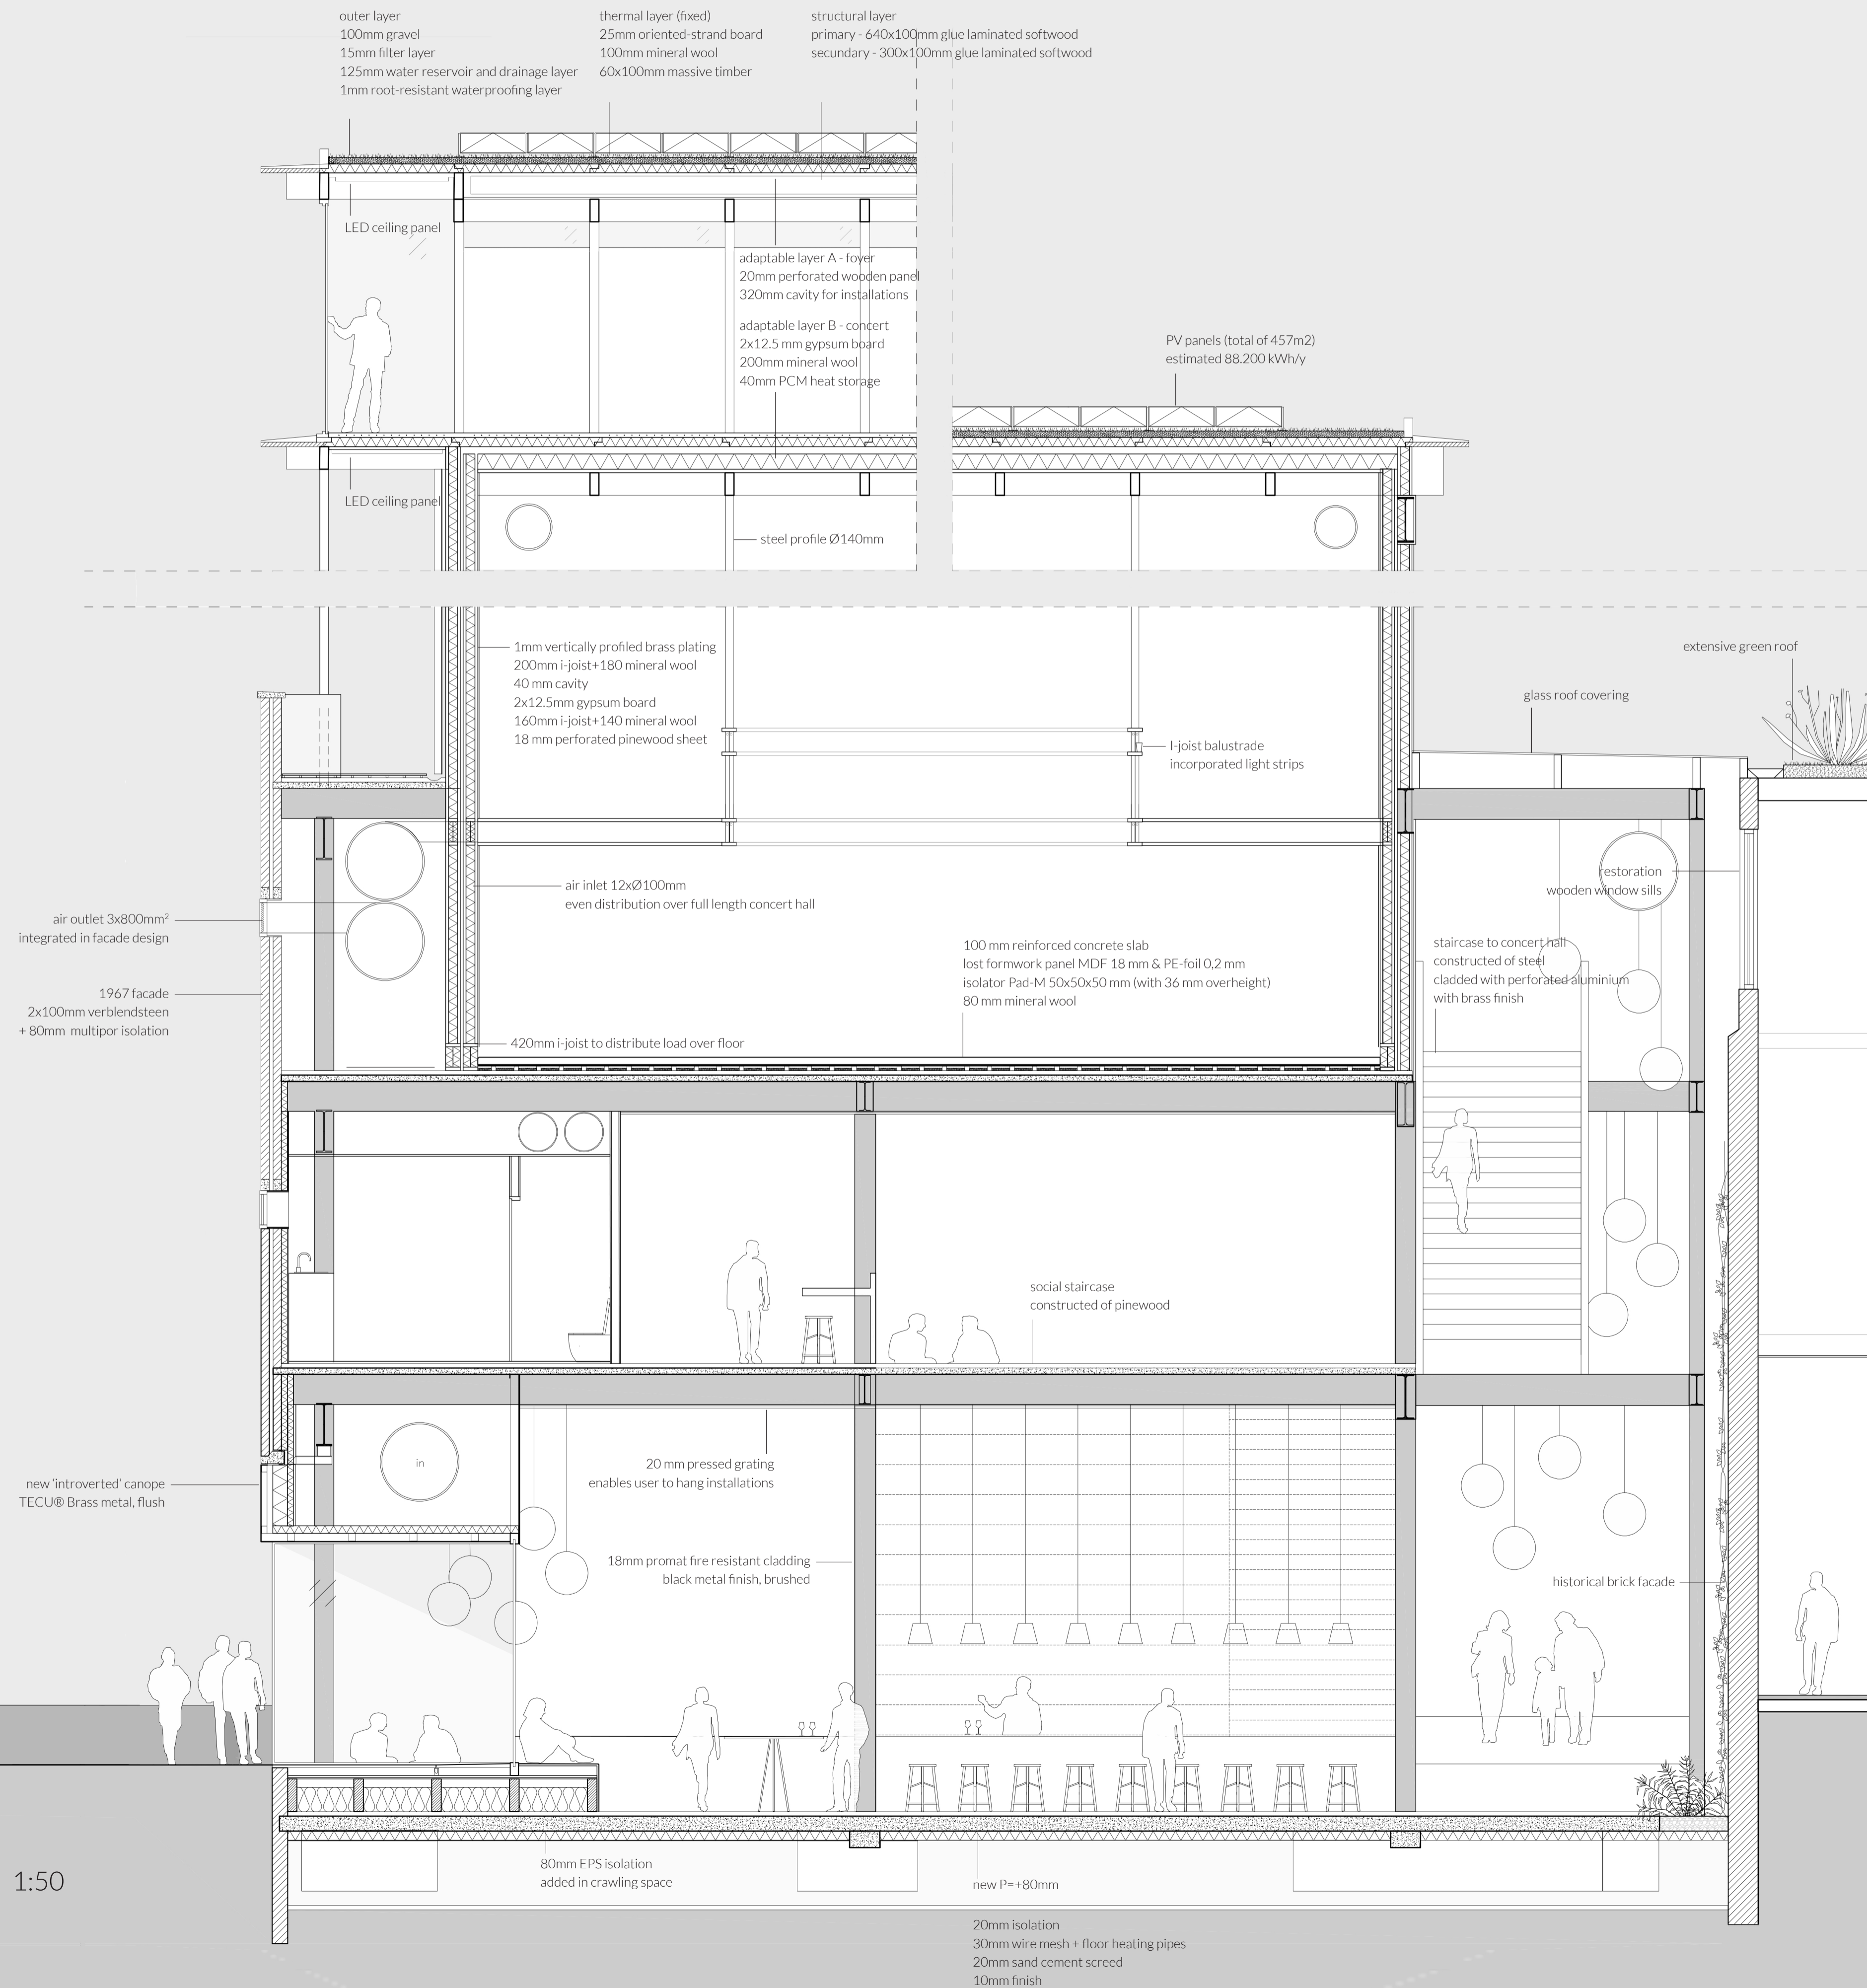 outer layer
100mm gravel
15mm filter layer
125mm water reservoir and drainage layer
1mm root-resistant waterproofing layer
thermal layer (fixed)
25mm oriented-strand board
100mm mineral wool
60x100mm massive timber
structural layer
primary - 640x100mm glue laminated softwood
secundary - 300x100mm glue laminated softwood
LED ceiling panel
adaptable layer A - foyer
20mm perforated wooden panel
320mm cavity for installations
adaptable layer B - concert
2x12.5 mm gypsum board
200mm mineral wool
40mm PCM heat storage
PV panels (total of 457m2)
estimated 88.200 kWh/y
LED ceiling panel
steel profile Ø140mm
1mm vertically profiled brass plating
200mm i-joist+180 mineral wool
40 mm cavity
2x12.5mm gypsum board
160mm i-joist+140 mineral wool
18 mm perforated pinewood sheet
extensive green roof
glass roof covering
I-joist balustrade
incorporated light strips
air inlet 12xØ100mm
even distribution over full length concert hall
restoration
wooden window sills
air outlet 3x800mm²
integrated in facade design
100 mm reinforced concrete slab
lost formwork panel MDF 18 mm & PE-foil 0,2 mm
isolator Pad-M 50x50x50 mm (with 36 mm overheight)
80 mm mineral wool
staircase to concert hall
constructed of steel
cladded with perforated aluminium
with brass finish
1967 facade
2x100mm verblendsteen
+ 80mm multipor isolation
420mm i-joist to distribute load over floor
social staircase
constructed of pinewood
in
20 mm pressed grating
enables user to hang installations
new 'introverted' canope
TECU® Brass metal, flush
18mm promat fire resistant cladding
black metal finish, brushed
historical brick facade
80mm EPS isolation
added in crawling space
1:50
new P=+80mm
20mm isolation
30mm wire mesh + floor heating pipes
20mm sand cement screed
10mm finish